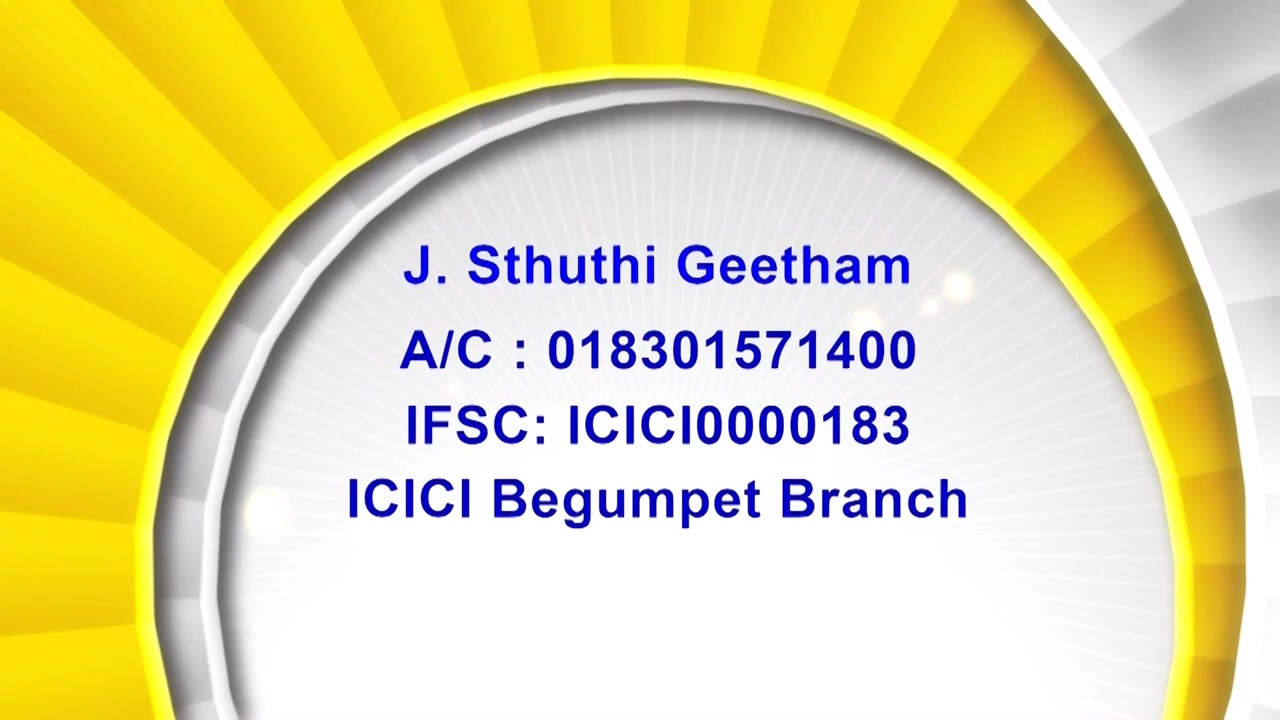 J. Sthuthi Geetham
A/C : 018301571400
IFSC: ICICI0000183
ICICI Begumpet Branch